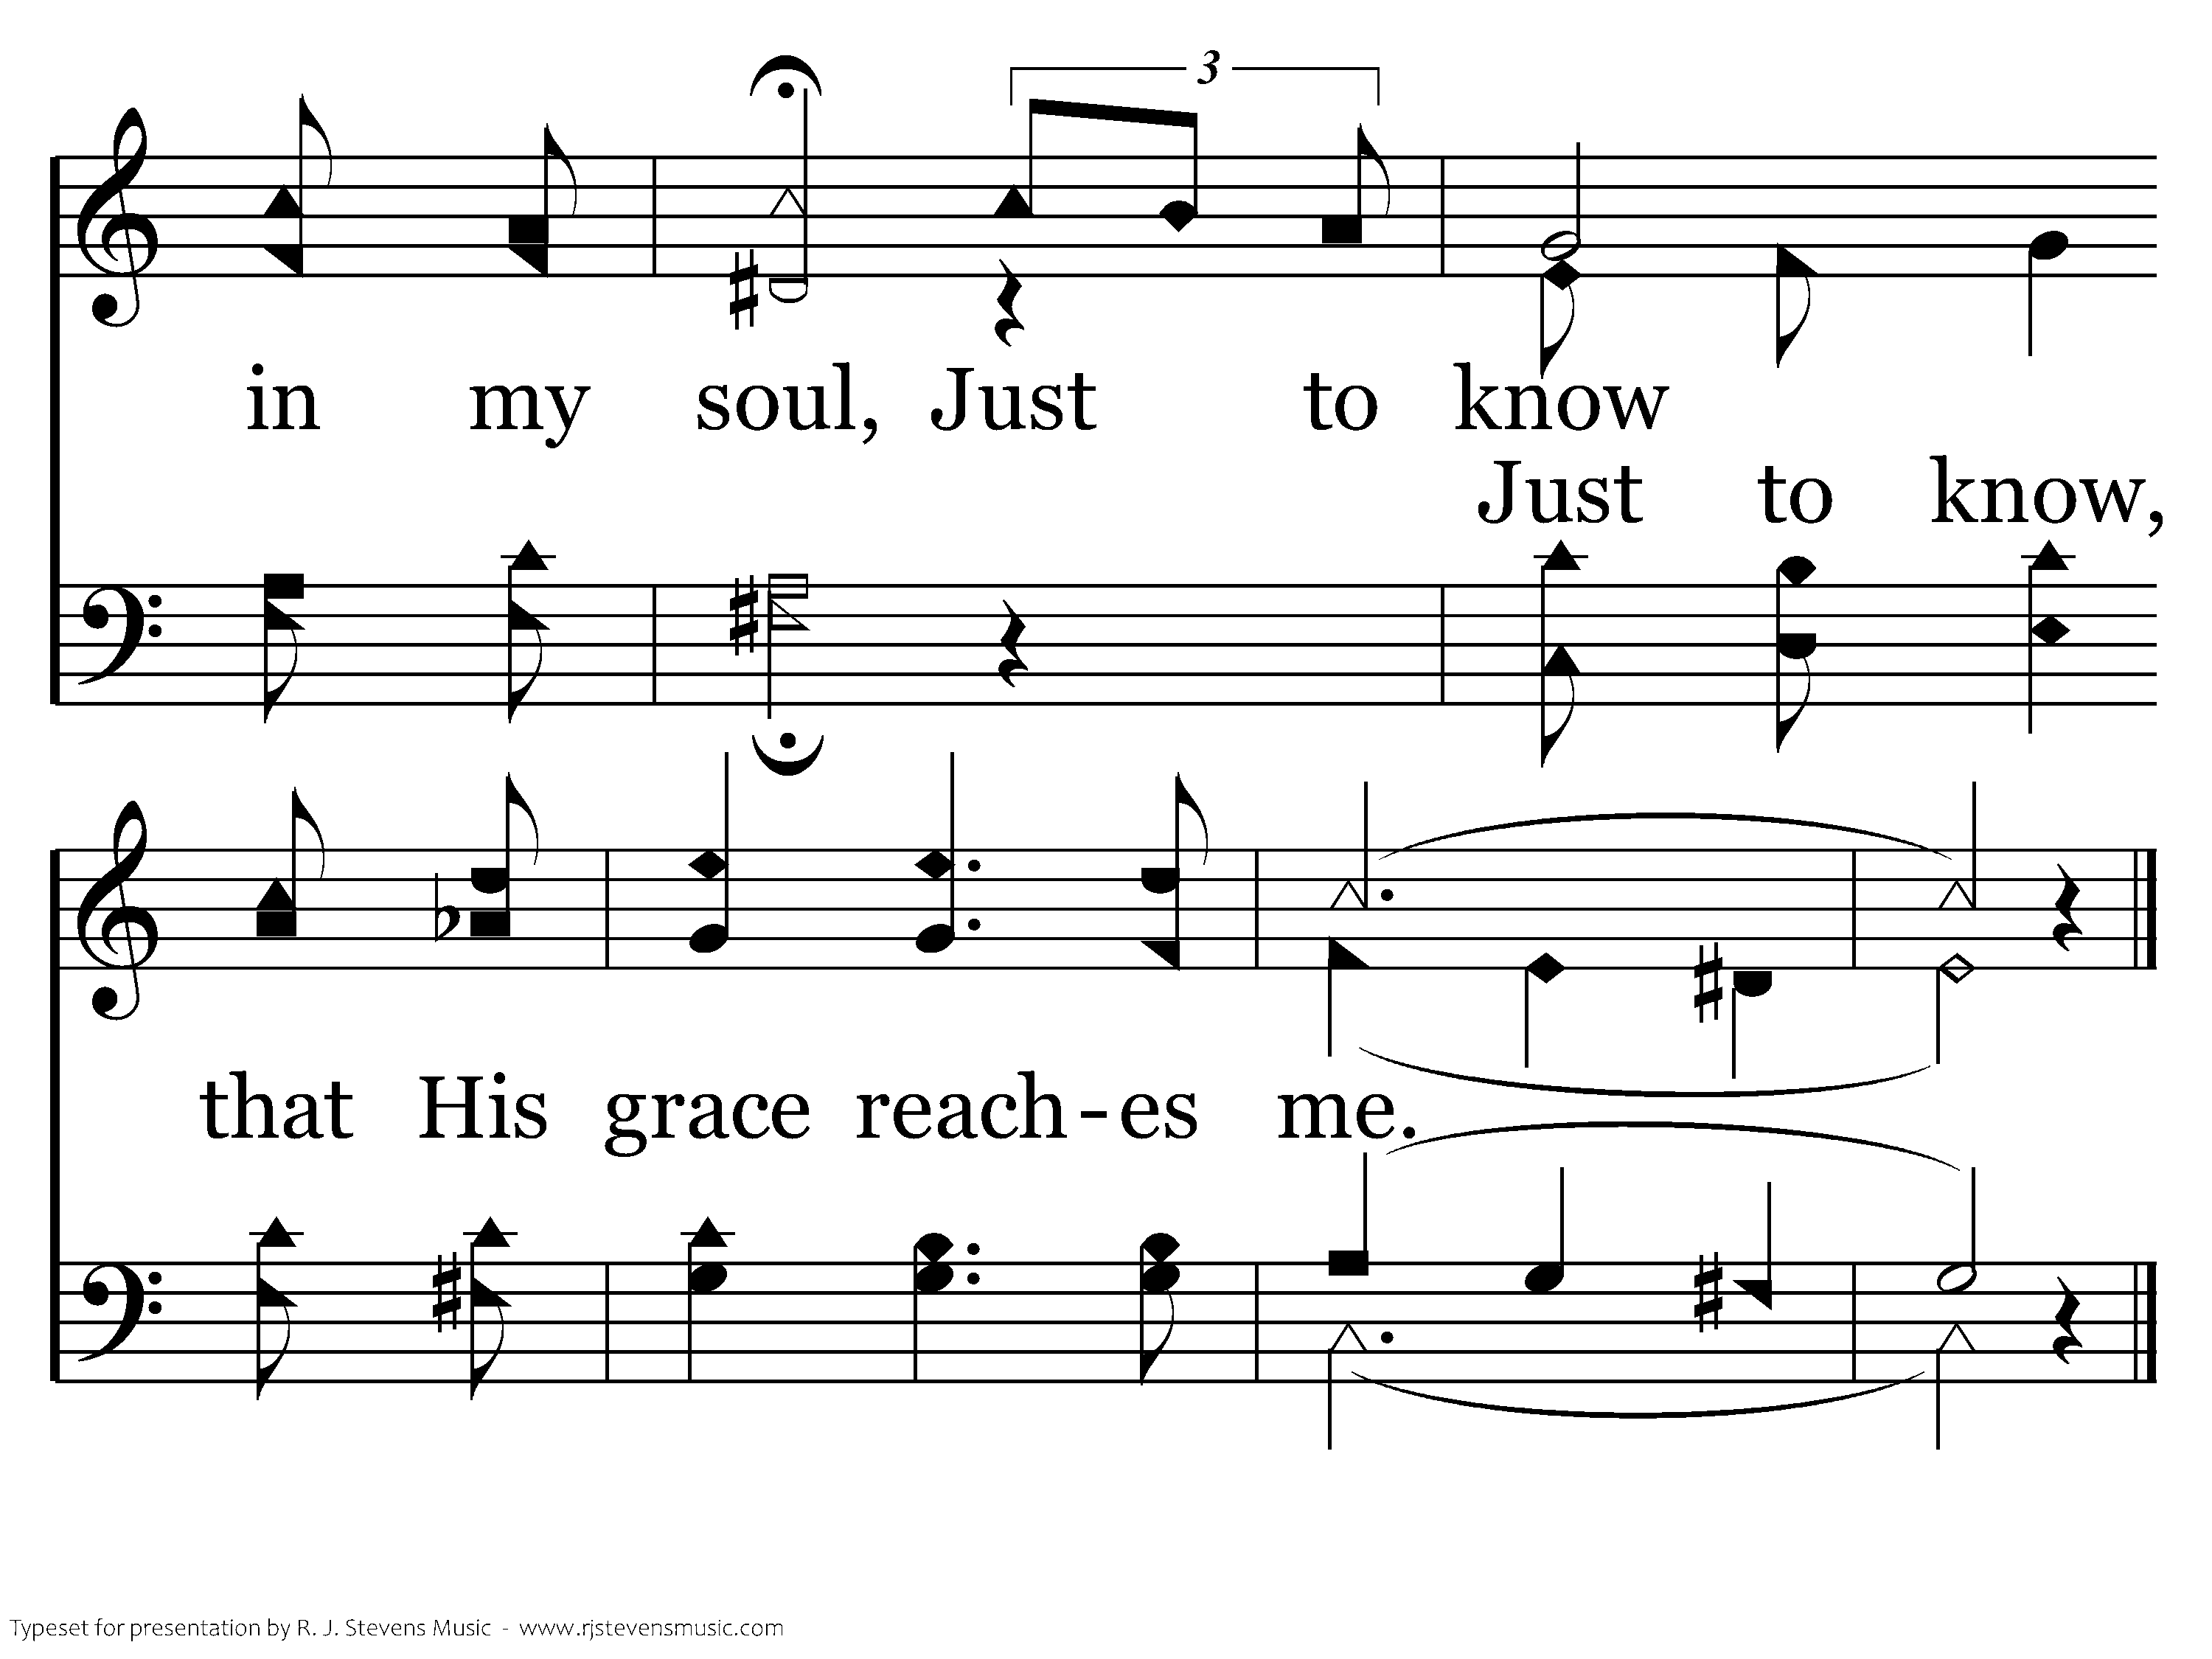 3
in my soul, Just to know
Just to know,
that His grace reach-es me.
Typeset for presentation by R. J. Stevens Music - www.rjstevensmusic.com